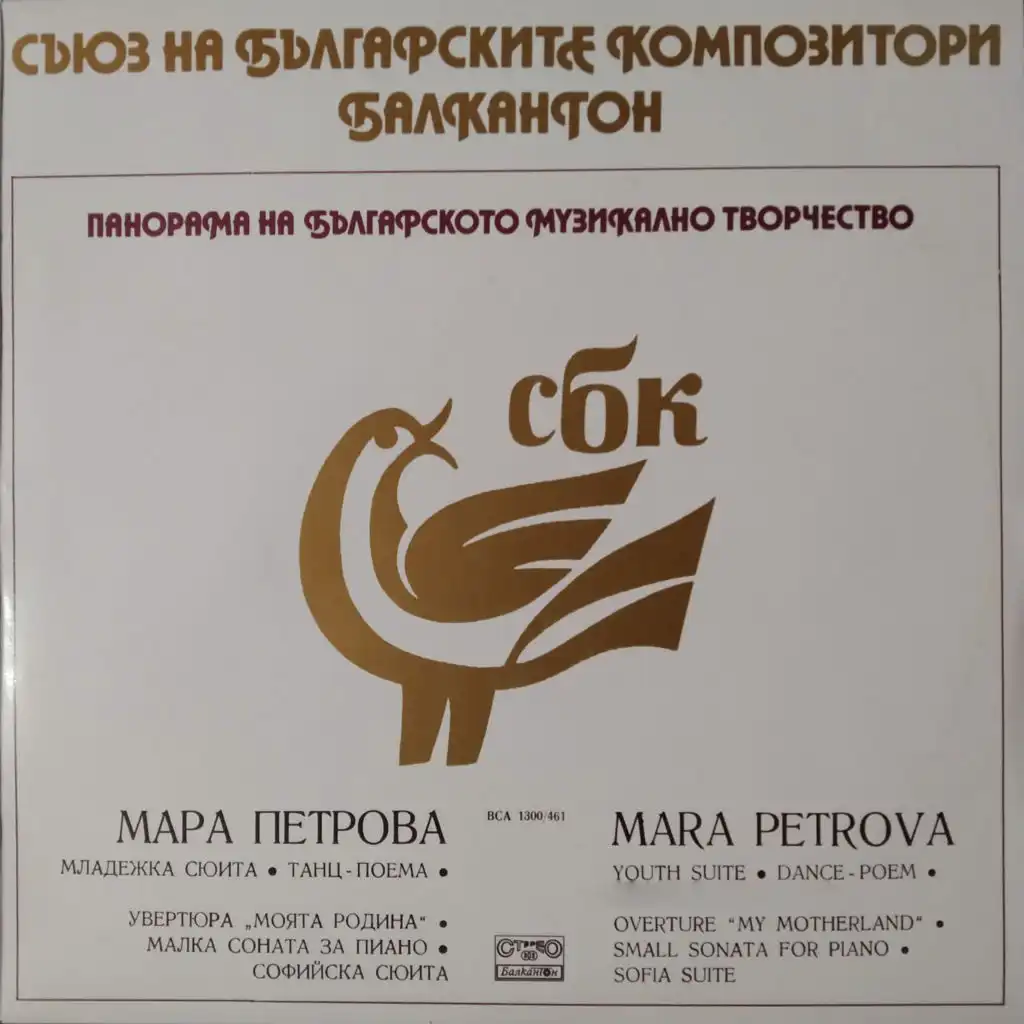 СЪЮЗ НА БЪЛГАРСКИТЕ КОМПОЗИТОРИ
БАЛКАНТОН
ПАНОРАМА НА БЪЛГАРСКОТО МУЗИКАЛНО ТВОРЧЕСТВО
сбк
МАРА ПЕТРОВА
МЛАДЕЖКА СЮИТА • ТАНЦ-ПОЕМА •
УВЕРТЮРА „МОЯТА РОДИНА“ •
МАЛКА СОНАТА ЗА ПИАНО •
СОФИЙСКА СЮИТА
ВСА 1300/461
СТЕРЕО
Балкантон
MARA PETROVA
YOUTH SUITE • DANCE-POEM •
OVERTURE “MY MOTHERLAND” •
SMALL SONATA FOR PIANO •
SOFIA SUITE